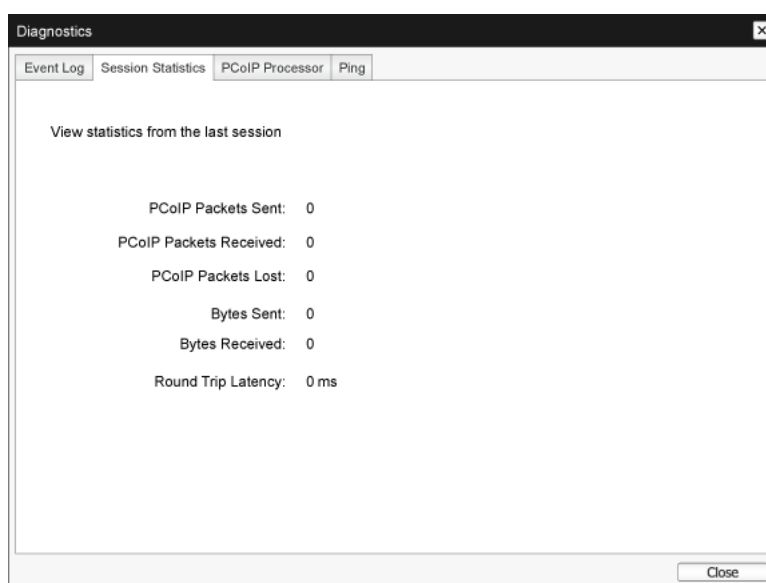 Diagnostics
Event Log Session Statistics PCoIP Processor Ping
View statistics from the last session
PCoIP Packets Sent: 0
PCoIP Packets Received: 0
PCoIP Packets Lost: 0
Bytes Sent: 0
Bytes Received: 0
Round Trip Latency: 0 ms
Close